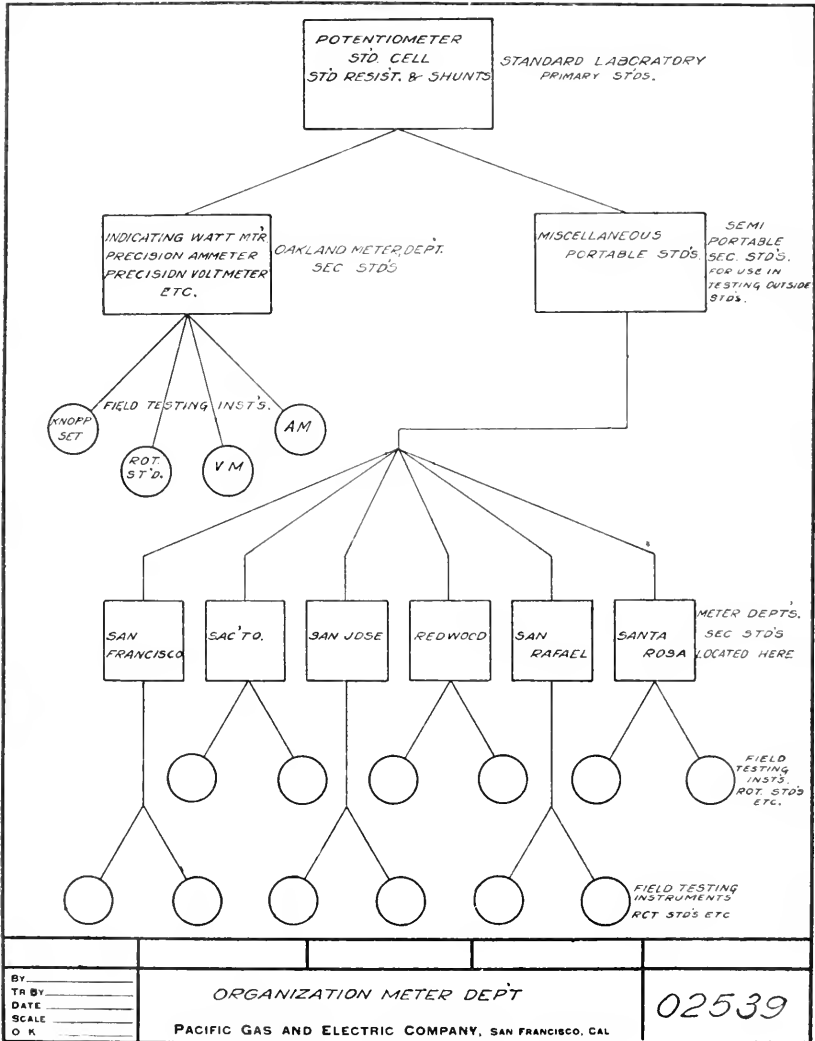 POTENTIOMETER
STD. CELL
STD RESIST. & SHUNTS
STANDARD LABORATORY
PRIMARY STDS.
INDICATING WATT MTR.
PRECISION AMMETER
PRECISION VOLTMETER
ETC.
OAKLAND METER DEPT.
SEC STD'S
MISCELLANEOUS
PORTABLE STD'S.
SEMI
PORTABLE
SEC. STD'S.
FOR USE IN
TESTING OUTSIDE
STD'S.
FIELD TESTING INST'S.
KNOPP
SET
ROT.
ST'D.
VM
AM
SAN
FRANCISCO
SAC'TO.
SAN JOSE
REDWOOD
SAN
RAFAEL
SANTA
ROSA
METER DEPT'S.
SEC STD'S
LOCATED HERE
FIELD
TESTING
INSTS.
ROT. STD'S
ETC.
FIELD TESTING
INSTRUMENTS
ROT STD'S ETC
BY
TR BY
DATE
SCALE
O K
ORGANIZATION METER DEP'T
PACIFIC GAS AND ELECTRIC COMPANY, SAN FRANCISCO, CAL
02539